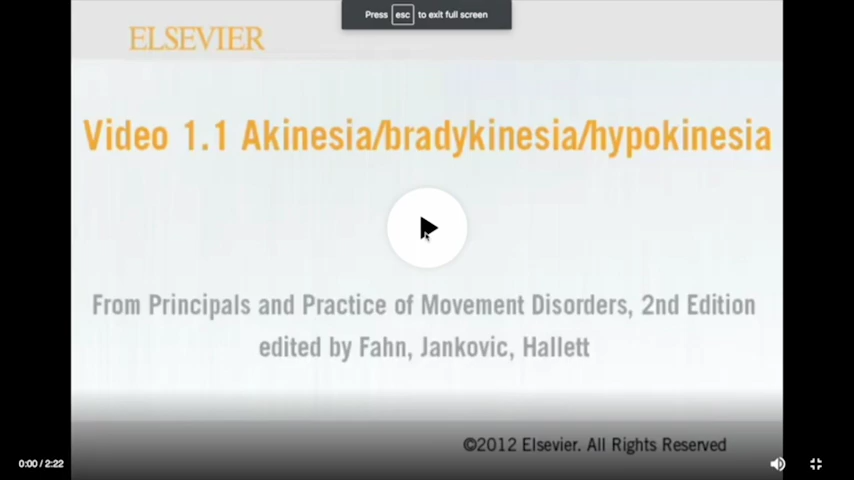 Press esc to exit full screen
ELSEVIER
Video 1.1 Akinesia/bradykinesia/hypokinesia
From Principals and Practice of Movement Disorders, 2nd Edition
edited by Fahn, Jankovic, Hallett
©2012 Elsevier. All Rights Reserved
0:00 / 2:22